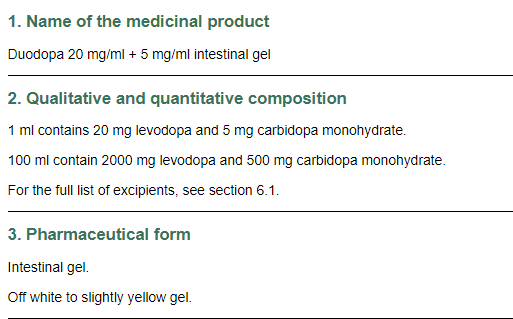 1. Name of the medicinal product
Duodopa 20 mg/ml + 5 mg/ml intestinal gel
2. Qualitative and quantitative composition
1 ml contains 20 mg levodopa and 5 mg carbidopa monohydrate.
100 ml contain 2000 mg levodopa and 500 mg carbidopa monohydrate.
For the full list of excipients, see section 6.1.
3. Pharmaceutical form
Intestinal gel.
Off white to slightly yellow gel.